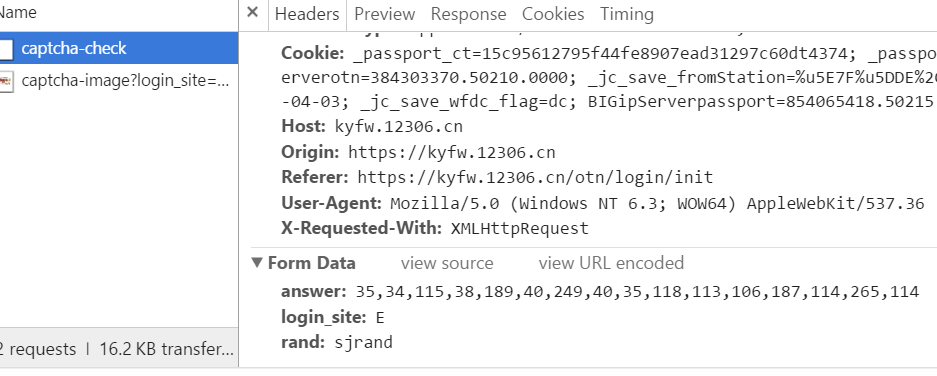 Name
captcha-check
captcha-image?login_site=...
2 requests | 16.2 KB transfer...
× Headers Preview Response Cookies Timing
Cookie: _passport_ct=15c95612795f44fe8907ead31297c60dt4374; _passpo
erverotn=384303370.50210.0000; _jc_save_fromStation=%u5E7F%u5DDE%2C
-04-03; _jc_save_wfdc_flag=dc; BIGipServerpassport=854065418.50215
Host: kyfw.12306.cn
Origin: https://kyfw.12306.cn
Referer: https://kyfw.12306.cn/otn/login/init
User-Agent: Mozilla/5.0 (Windows NT 6.3; WOW64) AppleWebKit/537.36
X-Requested-With: XMLHttpRequest
▼ Form Data view source view URL encoded
answer: 35,34,115,38,189,40,249,40,35,118,113,106,187,114,265,114
login_site: E
rand: sjrand